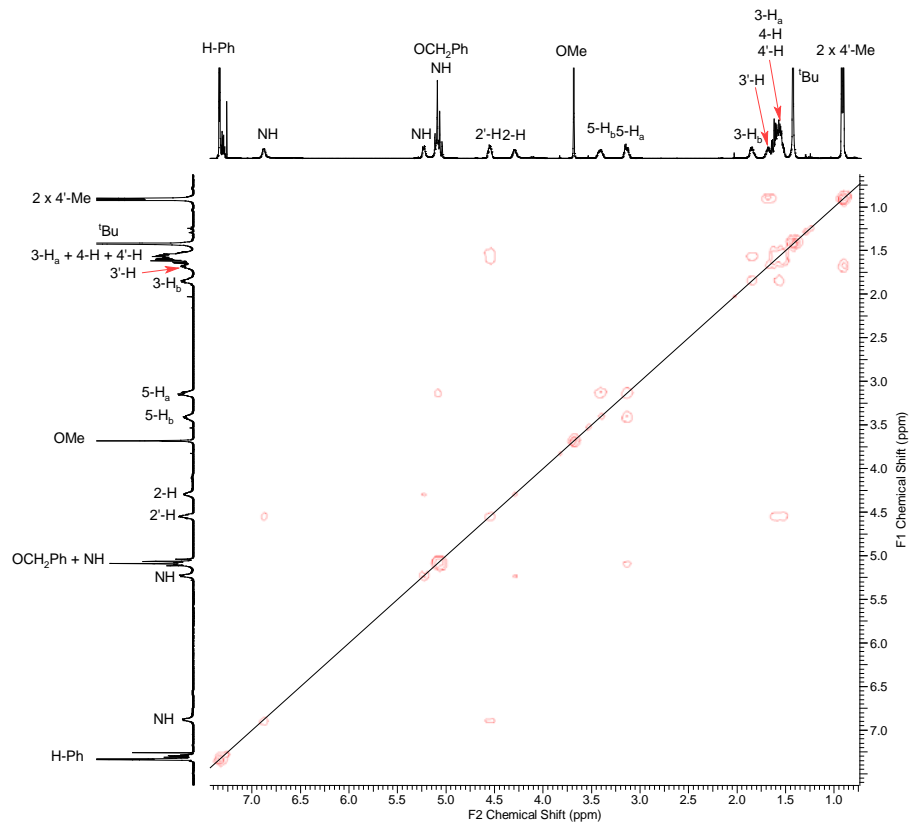 3-Hₐ
4-H
4'-H
H-Ph
OCH₂Ph
NH
OMe
2 x 4'-Me
3'-H
ᵗBu
NH
NH
2'-H
2-H
5-H_b
5-Hₐ
3-H_b
2 x 4'-Me
ᵗBu
3-Hₐ + 4-H + 4'-H
3'-H
3-H_b
5-Hₐ
5-H_b
OMe
2-H
2'-H
OCH₂Ph + NH
NH
NH
H-Ph
1.0
1.5
2.0
2.5
3.0
3.5
4.0
4.5
5.0
5.5
6.0
6.5
7.0
F1 Chemical Shift (ppm)
7.0 6.5 6.0 5.5 5.0 4.5 4.0 3.5 3.0 2.5 2.0 1.5 1.0
F2 Chemical Shift (ppm)